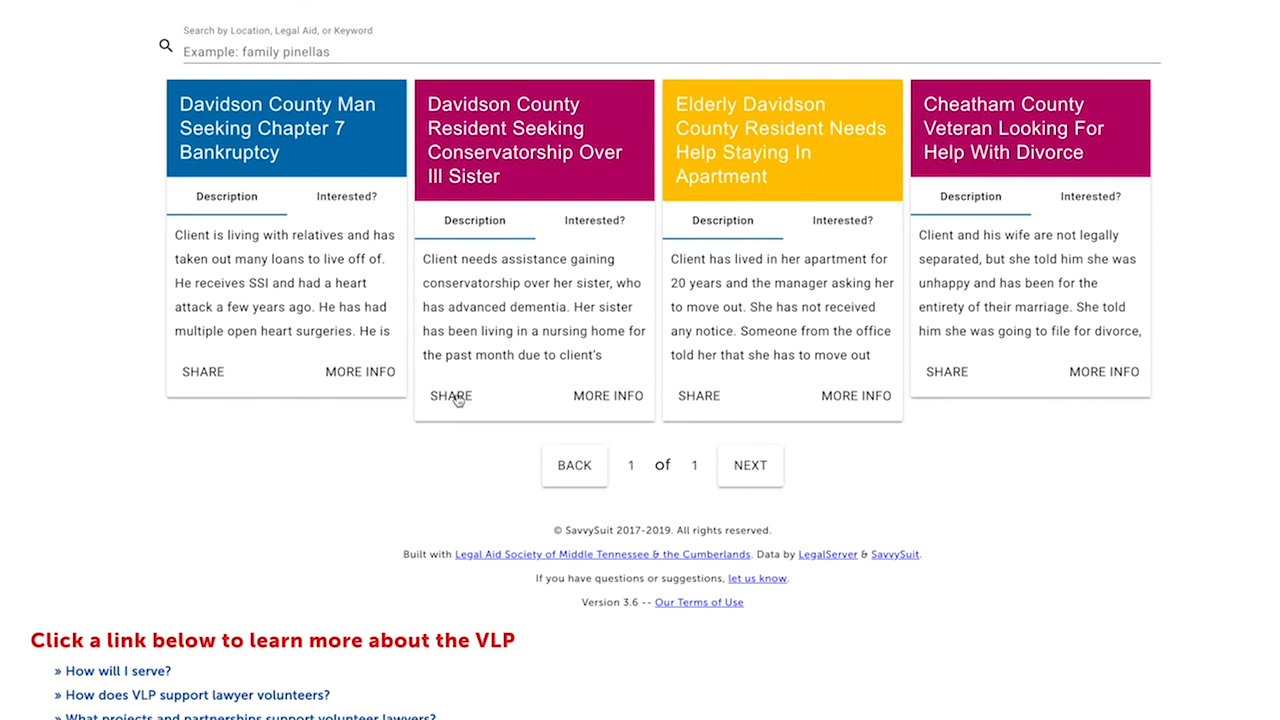 Search by Location, Legal Aid, or Keyword
Example: family pinellas
Davidson County Man
Seeking Chapter 7
Bankruptcy
Description Interested?
Client is living with relatives and has
taken out many loans to live off of.
He receives SSI and had a heart
attack a few years ago. He has had
multiple open heart surgeries. He is
SHARE MORE INFO
Davidson County
Resident Seeking
Conservatorship Over
Ill Sister
Description Interested?
Client needs assistance gaining
conservatorship over her sister, who
has advanced dementia. Her sister
has been living in a nursing home for
the past month due to client's
SHARE MORE INFO
Elderly Davidson
County Resident Needs
Help Staying In
Apartment
Description Interested?
Client has lived in her apartment for
20 years and the manager asking her
to move out. She has not received
any notice. Someone from the office
told her that she has to move out
SHARE MORE INFO
Cheatham County
Veteran Looking For
Help With Divorce
Description Interested?
Client and his wife are not legally
separated, but she told him she was
unhappy and has been for the
entirety of their marriage. She told
him she was going to file for divorce,
SHARE MORE INFO
BACK 1 of 1 NEXT
© SavvySuit 2017-2019. All rights reserved.
Built with Legal Aid Society of Middle Tennessee & the Cumberlands. Data by LegalServer & SavvySuit.
If you have questions or suggestions, let us know.
Version 3.6 -- Our Terms of Use
Click a link below to learn more about the VLP
» How will I serve?
» How does VLP support lawyer volunteers?
» What projects and partnerships support volunteer lawyers?